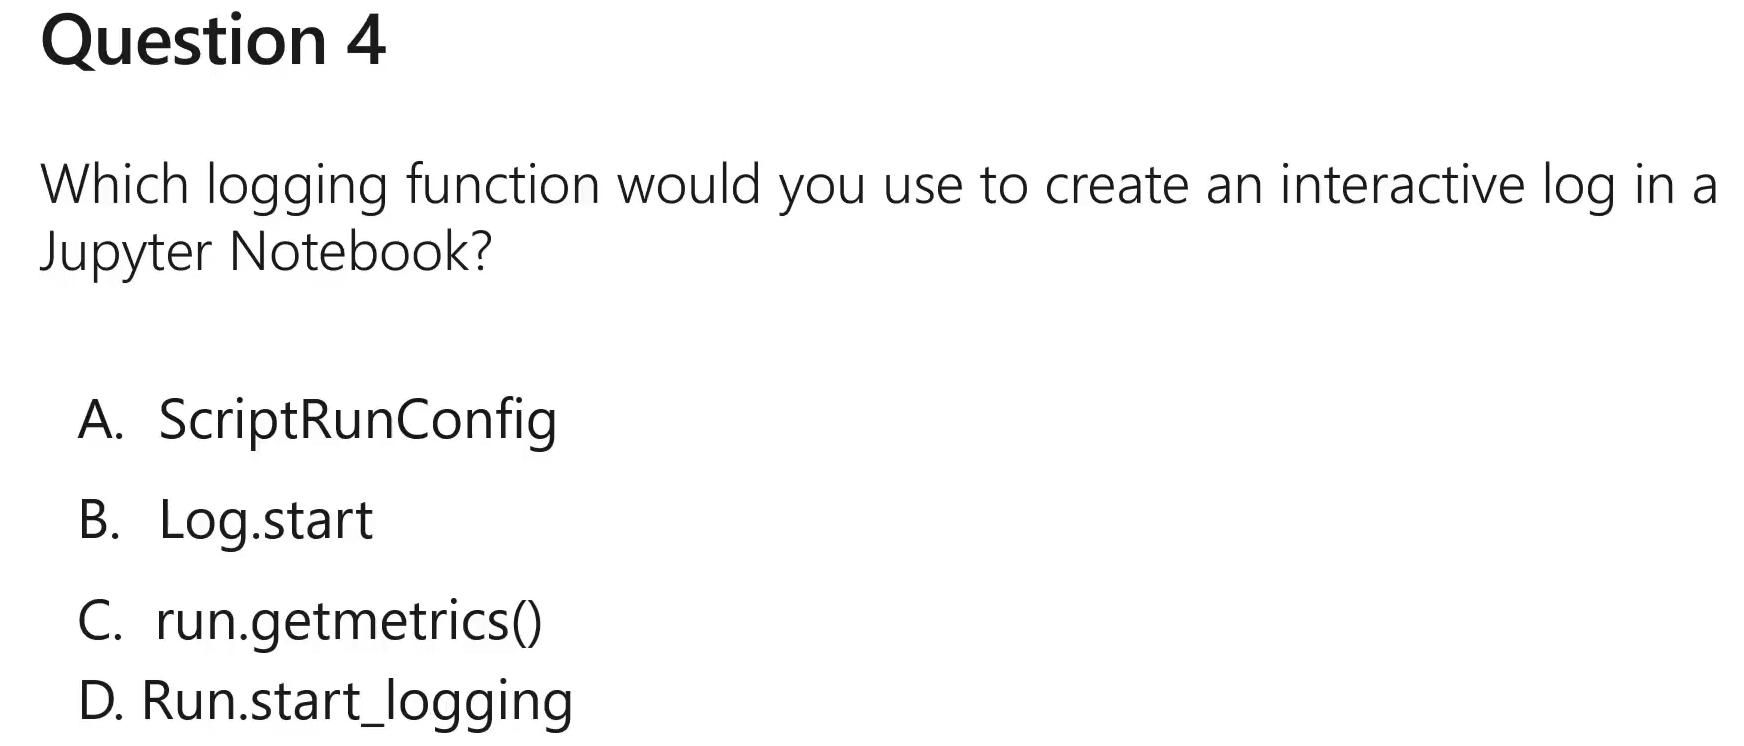 Question 4
Which logging function would you use to create an interactive log in a
Jupyter Notebook?
A. ScriptRunConfig
B. Log.start
C. run.getmetrics()
D. Run.start_logging